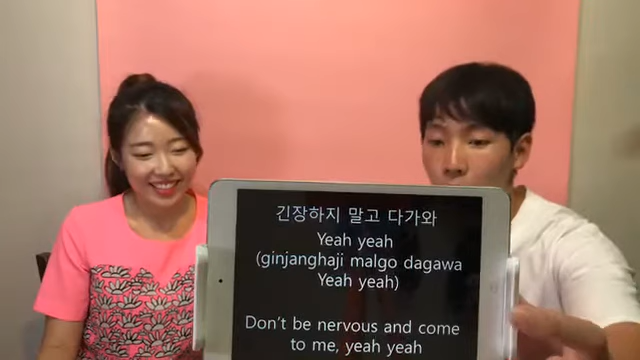 긴장하지 말고 다가와
Yeah yeah
(ginjanghaji malgo dagawa
Yeah yeah)
Don't be nervous and come
to me, yeah yeah